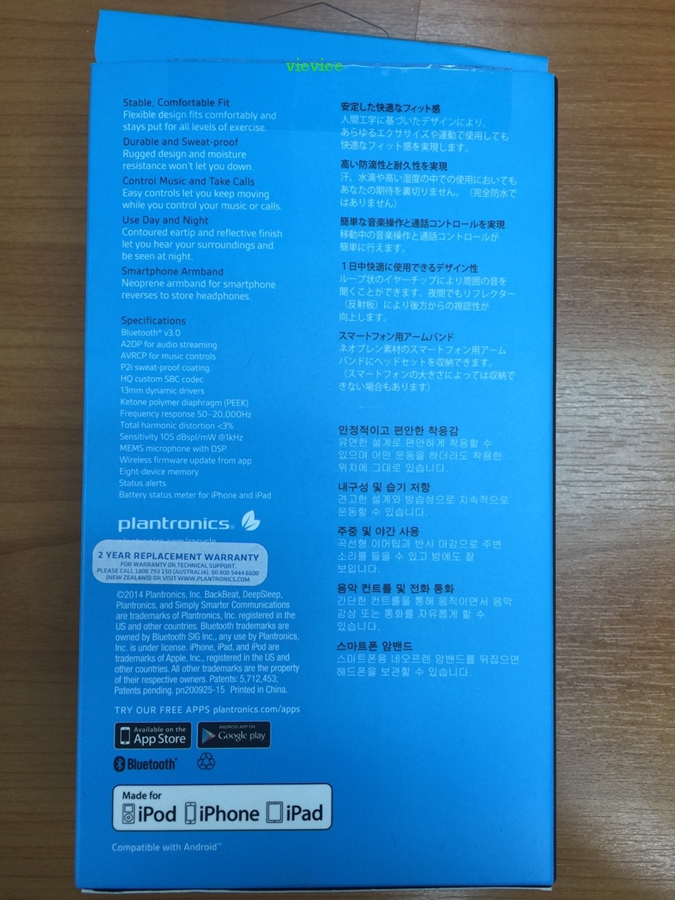 vieviee
Stable, Comfortable Fit
Flexible design fits comfortably and
stays put for all levels of exercise.
Durable and Sweat-proof
Rugged design and moisture
resistance won't let you down.
Control Music and Take Calls
Easy controls let you keep moving
while you control your music or calls.
Use Day and Night
Contoured eartip and reflective finish
let you hear your surroundings and
be seen at night.
Smartphone Armband
Neoprene armband for smartphone
reverses to store headphones.
Specifications
Bluetooth® v3.0
A2DP for audio streaming
AVRCP for music controls
P2i sweat-proof coating
HQ custom SBC codec
13mm dynamic drivers
Ketone polymer diaphragm (PEEK)
Frequency response 50–20,000Hz
Total harmonic distortion <3%
Sensitivity 105 dBspl/mW @1kHz
MEMS microphone with DSP
Wireless firmware update from app
Eight-device memory
Status alerts
Battery status meter for iPhone and iPad
plantronics®
2 YEAR REPLACEMENT WARRANTY
FOR WARRANTY OR TECHNICAL SUPPORT,
PLEASE CALL 1800 793 150 (AUSTRALIA), 00 800 5444 6600
(NEW ZEALAND) OR VISIT WWW.PLANTRONICS.COM
©2014 Plantronics, Inc. BackBeat, DeepSleep,
Plantronics, and Simply Smarter Communications
are trademarks of Plantronics, Inc. registered in the
US and other countries. Bluetooth trademarks are
owned by Bluetooth SIG Inc., any use by Plantronics,
Inc. is under license. iPhone, iPad, and iPod are
trademarks of Apple, Inc., registered in the US and
other countries. All other trademarks are the property
of their respective owners. Patents: 5,712,453;
Patents pending. pn200925-15 Printed in China.
TRY OUR FREE APPS plantronics.com/apps
Available on the
App Store
ANDROID APP ON
Google play
Bluetooth®
Made for
iPod iPhone iPad
Compatible with Android™
安定した快適なフィット感
人間工学に基づいたデザインにより、
あらゆるエクササイズや運動で使用しても
快適なフィット感を実現します。
高い防滴性と耐久性を実現
汗、水滴や高い湿度の中での使用においても
あなたの期待を裏切りません。（完全防水で
はありません）
簡単な音楽操作と通話コントロールを実現
移動中の音楽操作と通話コントロールが
簡単に行えます。
１日中快適に使用できるデザイン性
ループ状のイヤーチップにより周囲の音を
聞くことができます。夜間でもリフレクター
（反射板）により後方からの視認性が
向上します。
スマートフォン用アームバンド
ネオプレン素材のスマートフォン用アーム
バンドにヘッドセットを収納できます。
（スマートフォンの大きさによっては収納で
きない場合もあります）
안정적이고 편안한 착용감
유연한 설계로 편안하게 착용할 수
있으며 어떤 운동을 하더라도 착용한
위치에 그대로 있습니다.
내구성 및 습기 저항
견고한 설계와 방습성으로 지속적으로
운동할 수 있습니다.
주중 및 야간 사용
곡선형 이어팁과 반사 마감으로 주변
소리를 들을 수 있고 밤에도 잘
보입니다.
음악 컨트롤 및 전화 통화
간단한 컨트롤을 통해 움직이면서 음악
감상 또는 통화를 자유롭게 할 수
있습니다.
스마트폰 암밴드
스마트폰용 네오프렌 암밴드를 뒤집으면
헤드폰을 보관할 수 있습니다.